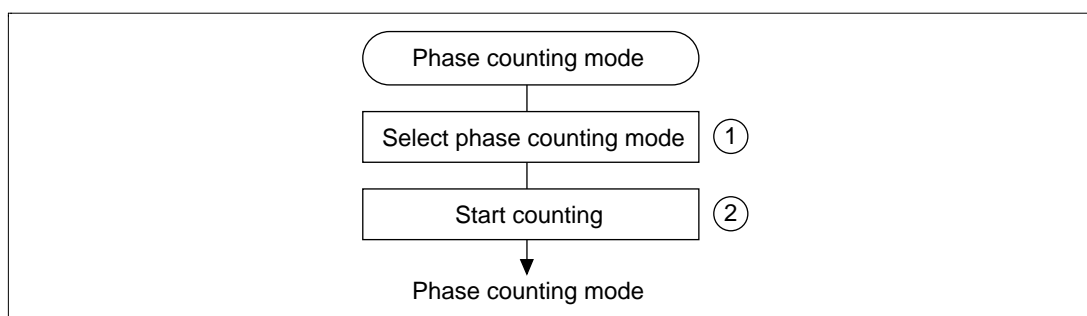 Phase counting mode
Select phase counting mode 1
Start counting 2
Phase counting mode